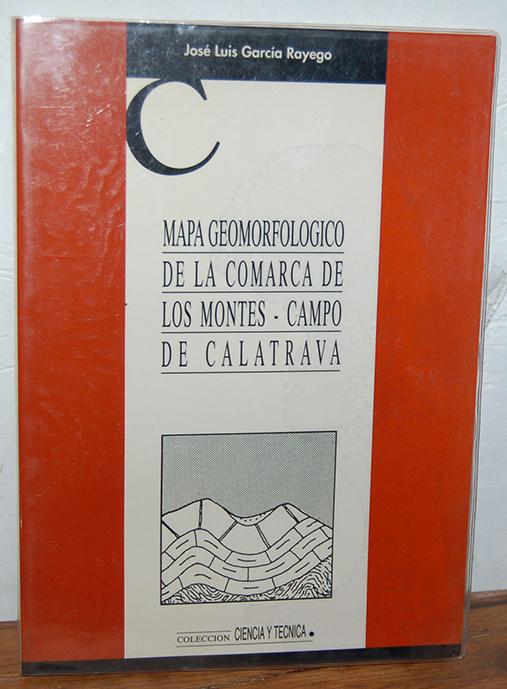 José Luis García Rayego
C
MAPA GEOMORFOLOGICO
DE LA COMARCA DE
LOS MONTES - CAMPO
DE CALATRAVA
COLECCION CIENCIA Y TECNICA.